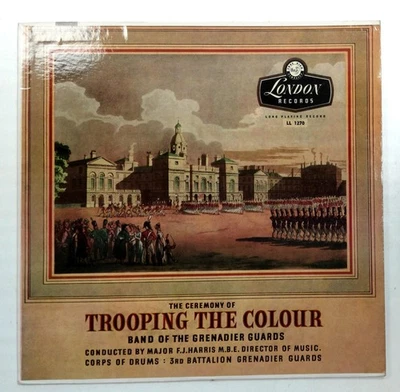 LONDON
RECORDS
LONG PLAYING RECORD
LL 1270
THE CEREMONY OF
TROOPING THE COLOUR
BAND OF THE GRENADIER GUARDS
CONDUCTED BY MAJOR F.J.HARRIS M.B.E. DIRECTOR OF MUSIC.
CORPS OF DRUMS : 3RD BATTALION GRENADIER GUARDS